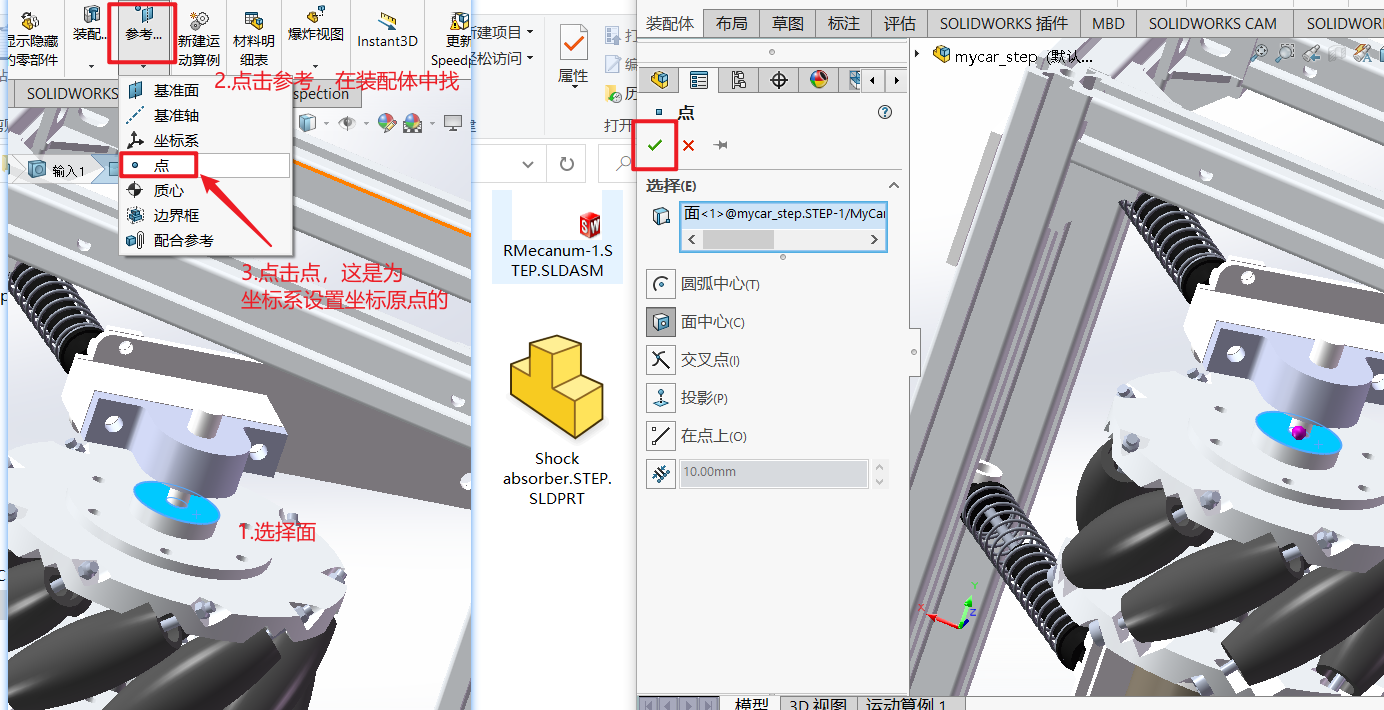 显示隐藏
的零部件
装配...
参考...
新建运
动算例
材料明
细表
爆炸视图
Instant3D
更新
Speedp
SOLIDWORKS
spection
2.点击参考，在装配体中找
基准面
基准轴
坐标系
点
质心
边界框
配合参考
输入1
3.点击点，这是为
坐标系设置坐标原点的
1.选择面
新建项目
轻松访问
建
属性
打
编
历
打开
RMecanum-1.S
TEP.SLDASM
Shock
absorber.STEP.
SLDPRT
装配体
布局
草图
标注
评估
SOLIDWORKS 插件
MBD
SOLIDWORKS CAM
SOLIDWOR
mycar_step (默认...
点
选择(E)
面<1>@mycar_step.STEP-1/MyCar
圆弧中心(T)
面中心(C)
交叉点(I)
投影(P)
在点上(O)
10.00mm
X
Y
Z
模型
3D 视图
运动算例 1